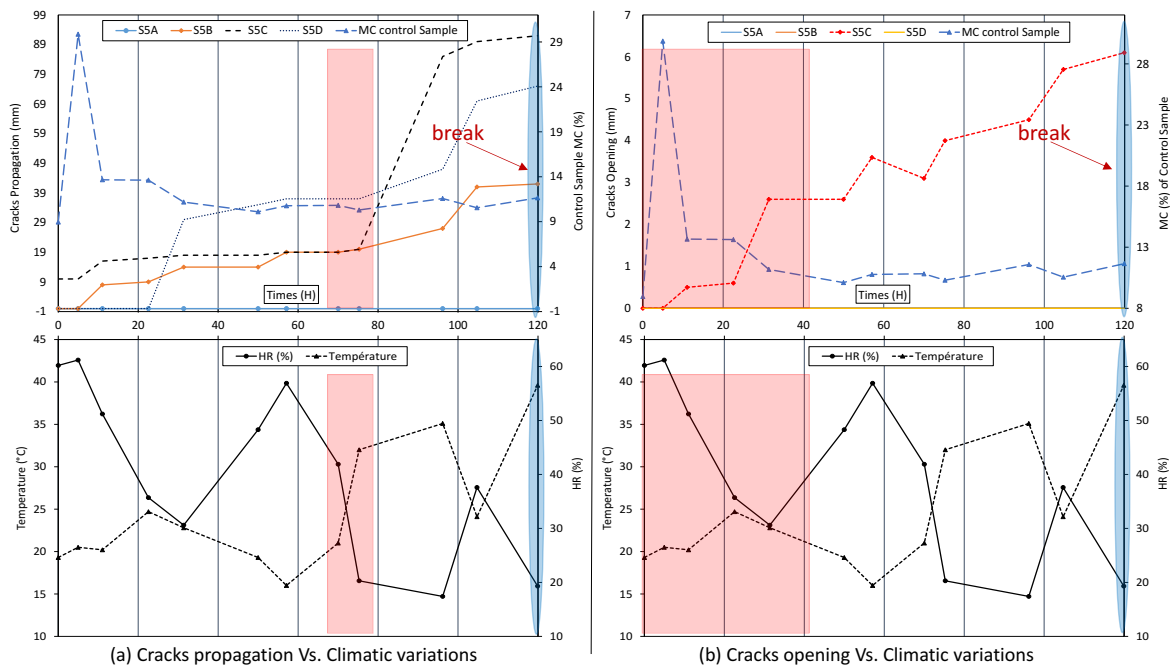 S5A S5B S5C S5D MC control Sample
99
89
79
69
59
49
39
29
19
9
-1
Cracks Propagation (mm)
29
24
19
14
9
4
Control Sample MC (%)
break
Times (H)
0 20 40 60 80 100 120
HR (%) Température
45
40
35
30
25
20
15
10
Temperature (°C)
60
50
40
30
20
10
HR (%)
(a) Cracks propagation Vs. Climatic variations
S5A S5B S5C S5D MC control Sample
7
6
5
4
3
2
1
0
Cracks Opening (mm)
28
23
18
13
8
MC (%) of Control Sample
break
Times (H)
0 20 40 60 80 100 120
HR (%) Température
45
40
35
30
25
20
15
10
Temperature (°C)
60
50
40
30
20
10
HR (%)
(b) Cracks opening Vs. Climatic variations